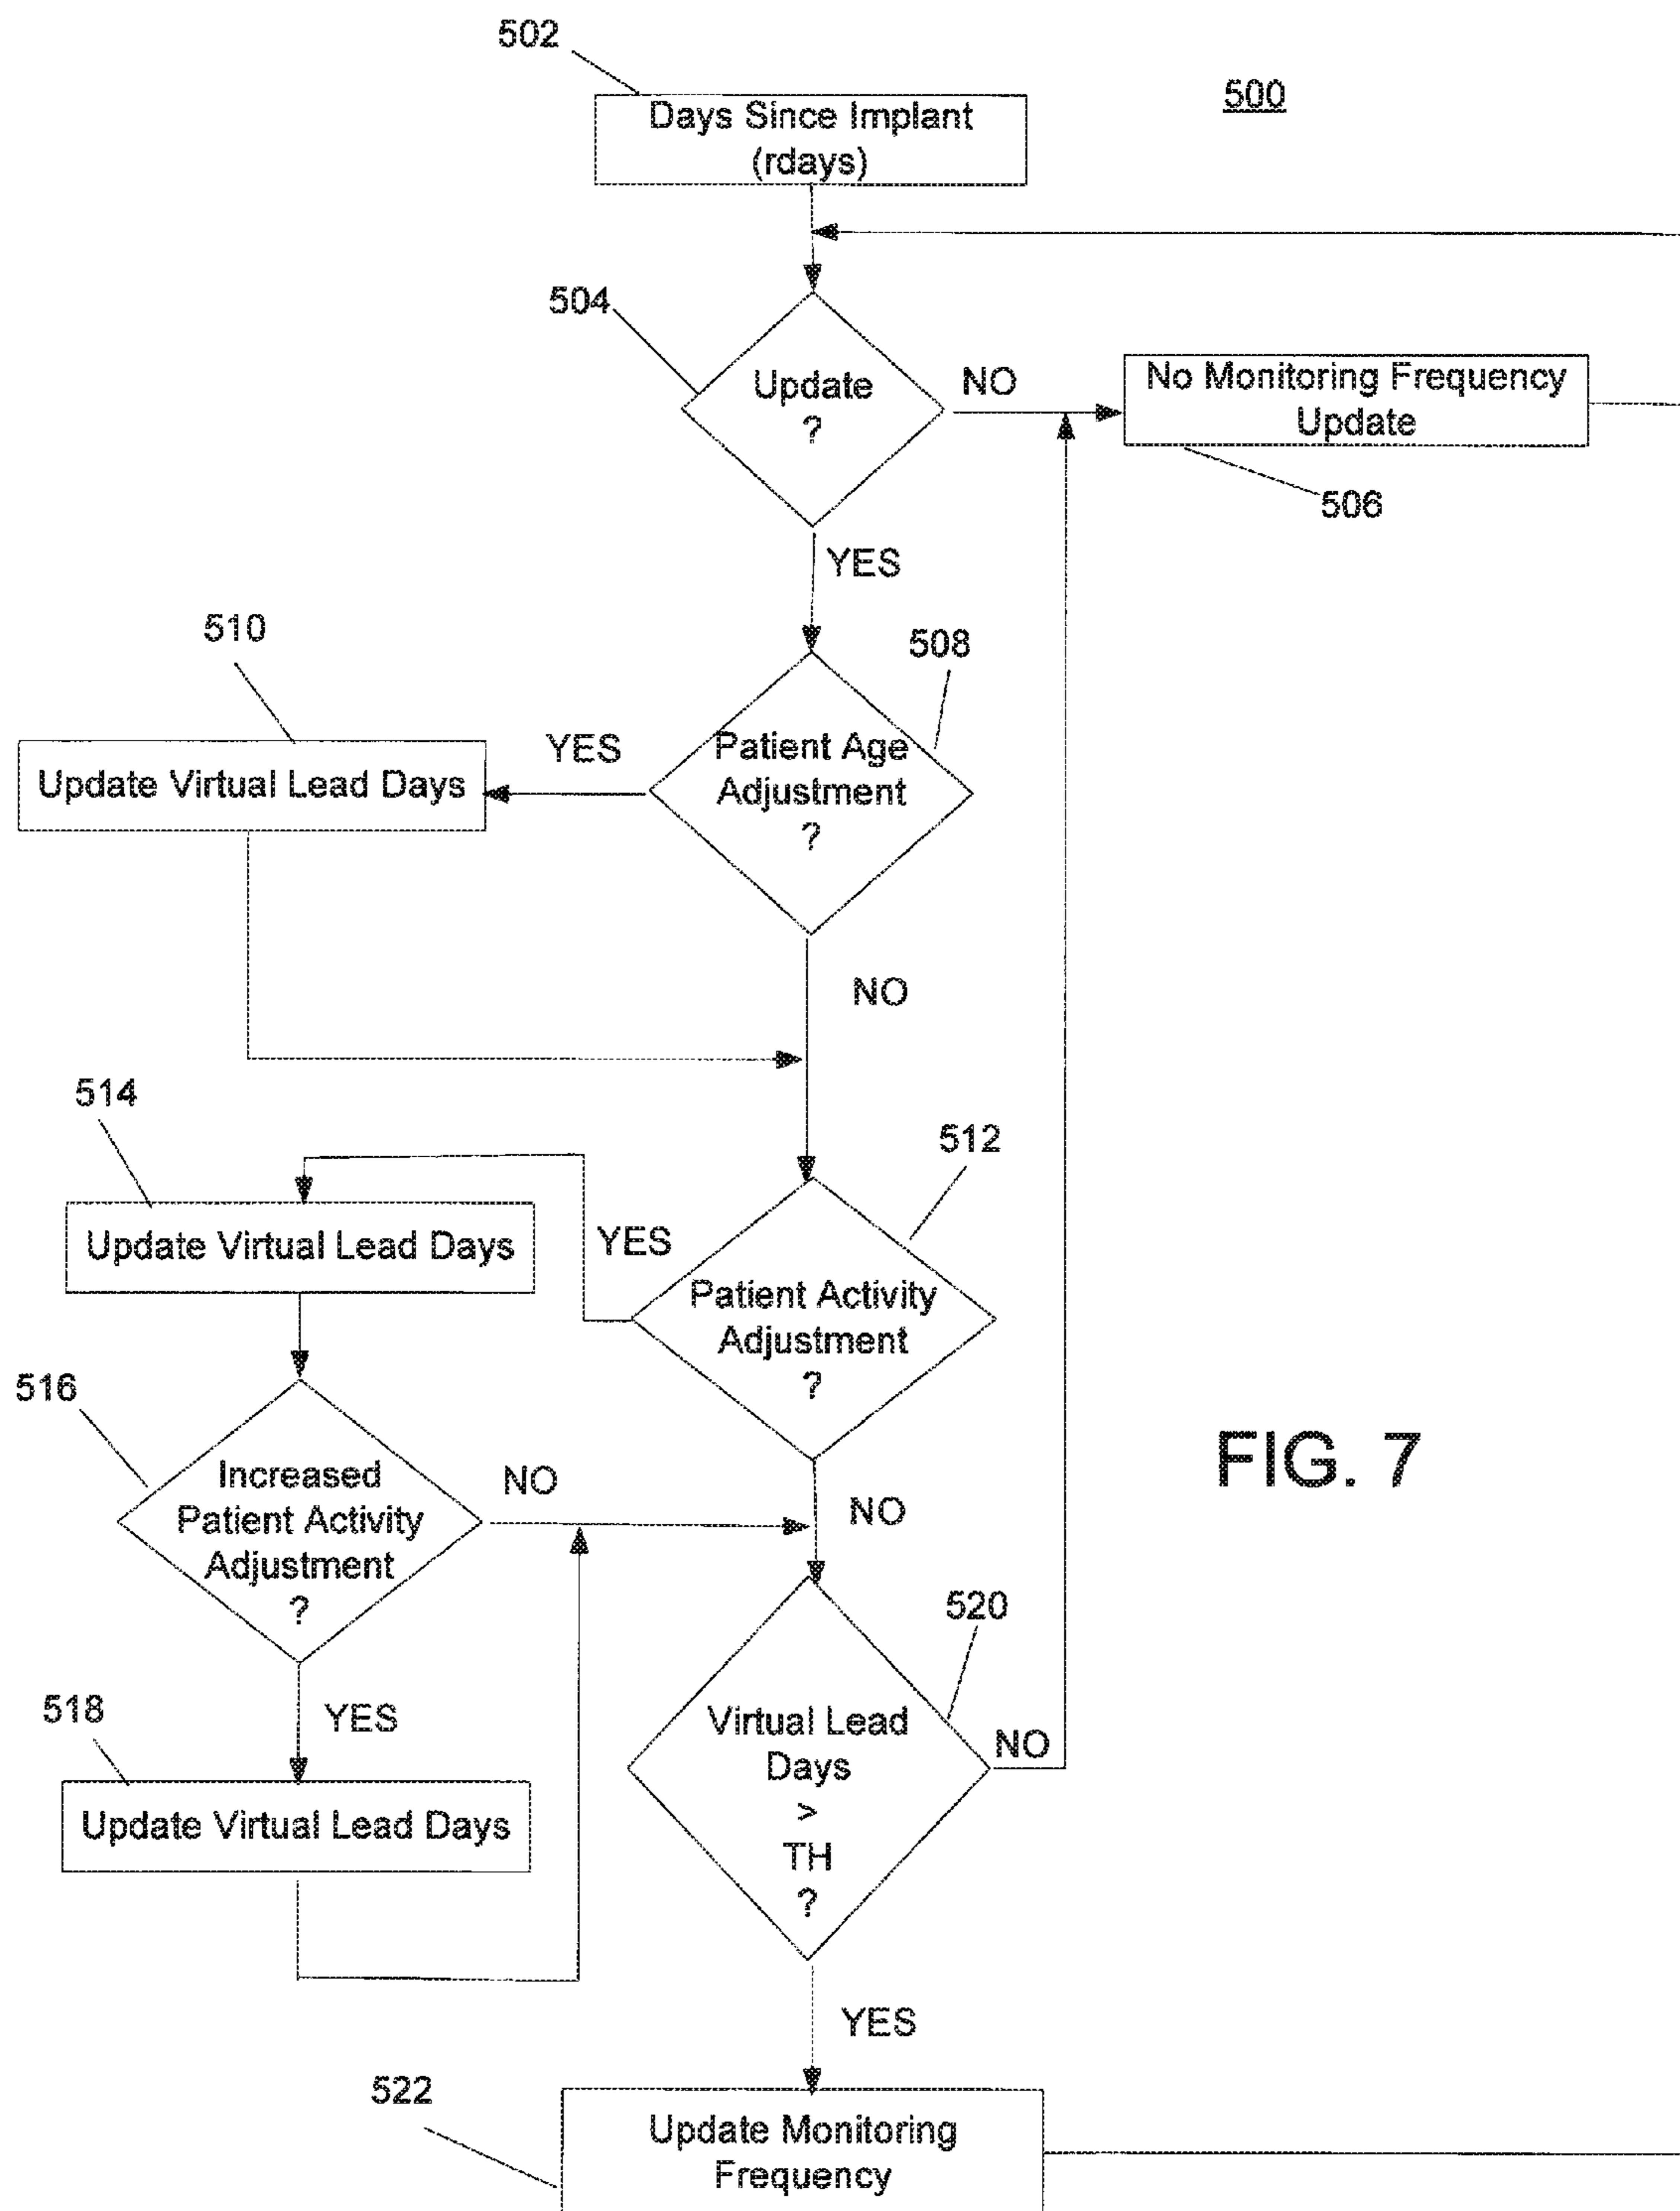 502
500
Days Since Implant
(rdays)
504
Update
?
NO
No Monitoring Frequency
Update
506
YES
510
508
Update Virtual Lead Days
YES
Patient Age
Adjustment
?
NO
514
512
Update Virtual Lead Days
YES
Patient Activity
Adjustment
?
516
Increased
Patient Activity
Adjustment
?
NO
NO
FIG. 7
520
518
YES
Virtual Lead
Days
>
TH
?
NO
Update Virtual Lead Days
YES
522
Update Monitoring
Frequency